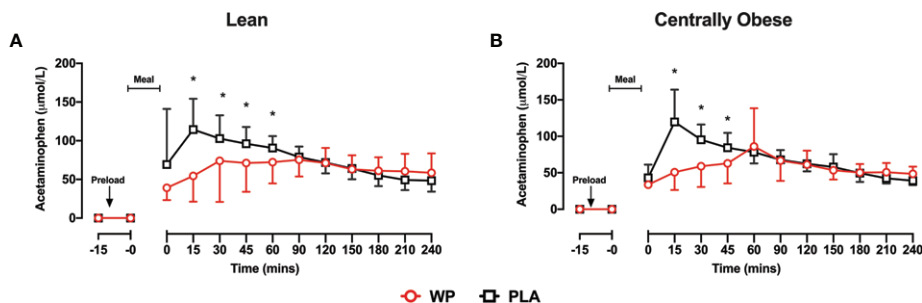 Lean
Centrally Obese
A
Acetaminophen (μmol/L)
200
150
100
50
0
Meal
* * * *
Preload
-15 -0 0 15 30 45 60 90 120 150 180 210 240
Time (mins)
B
Acetaminophen (μmol/L)
200
150
100
50
0
Meal
* * *
Preload
-15 -0 0 15 30 45 60 90 120 150 180 210 240
Time (mins)
WP PLA